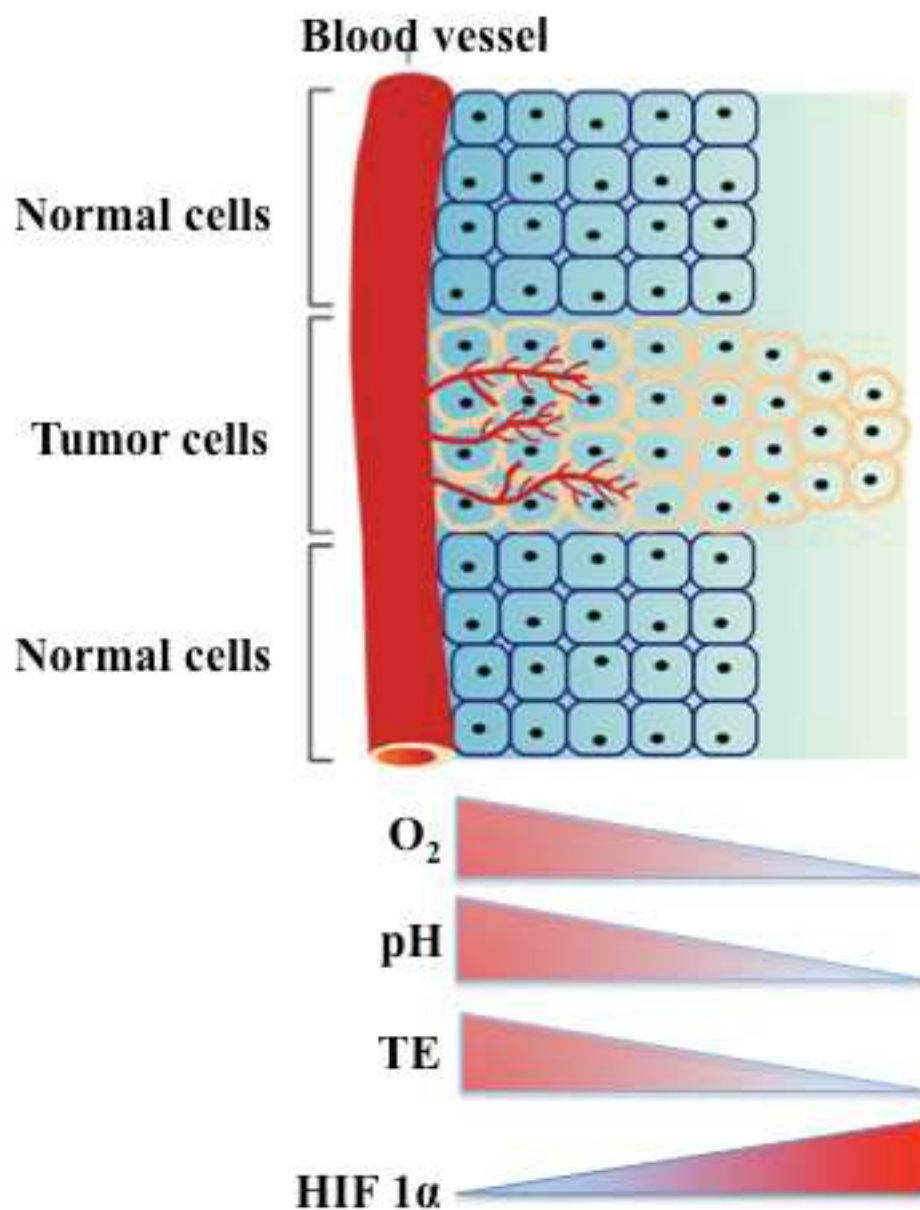 Blood vessel
Normal cells
Tumor cells
Normal cells
O₂
pH
TE
HIF 1α